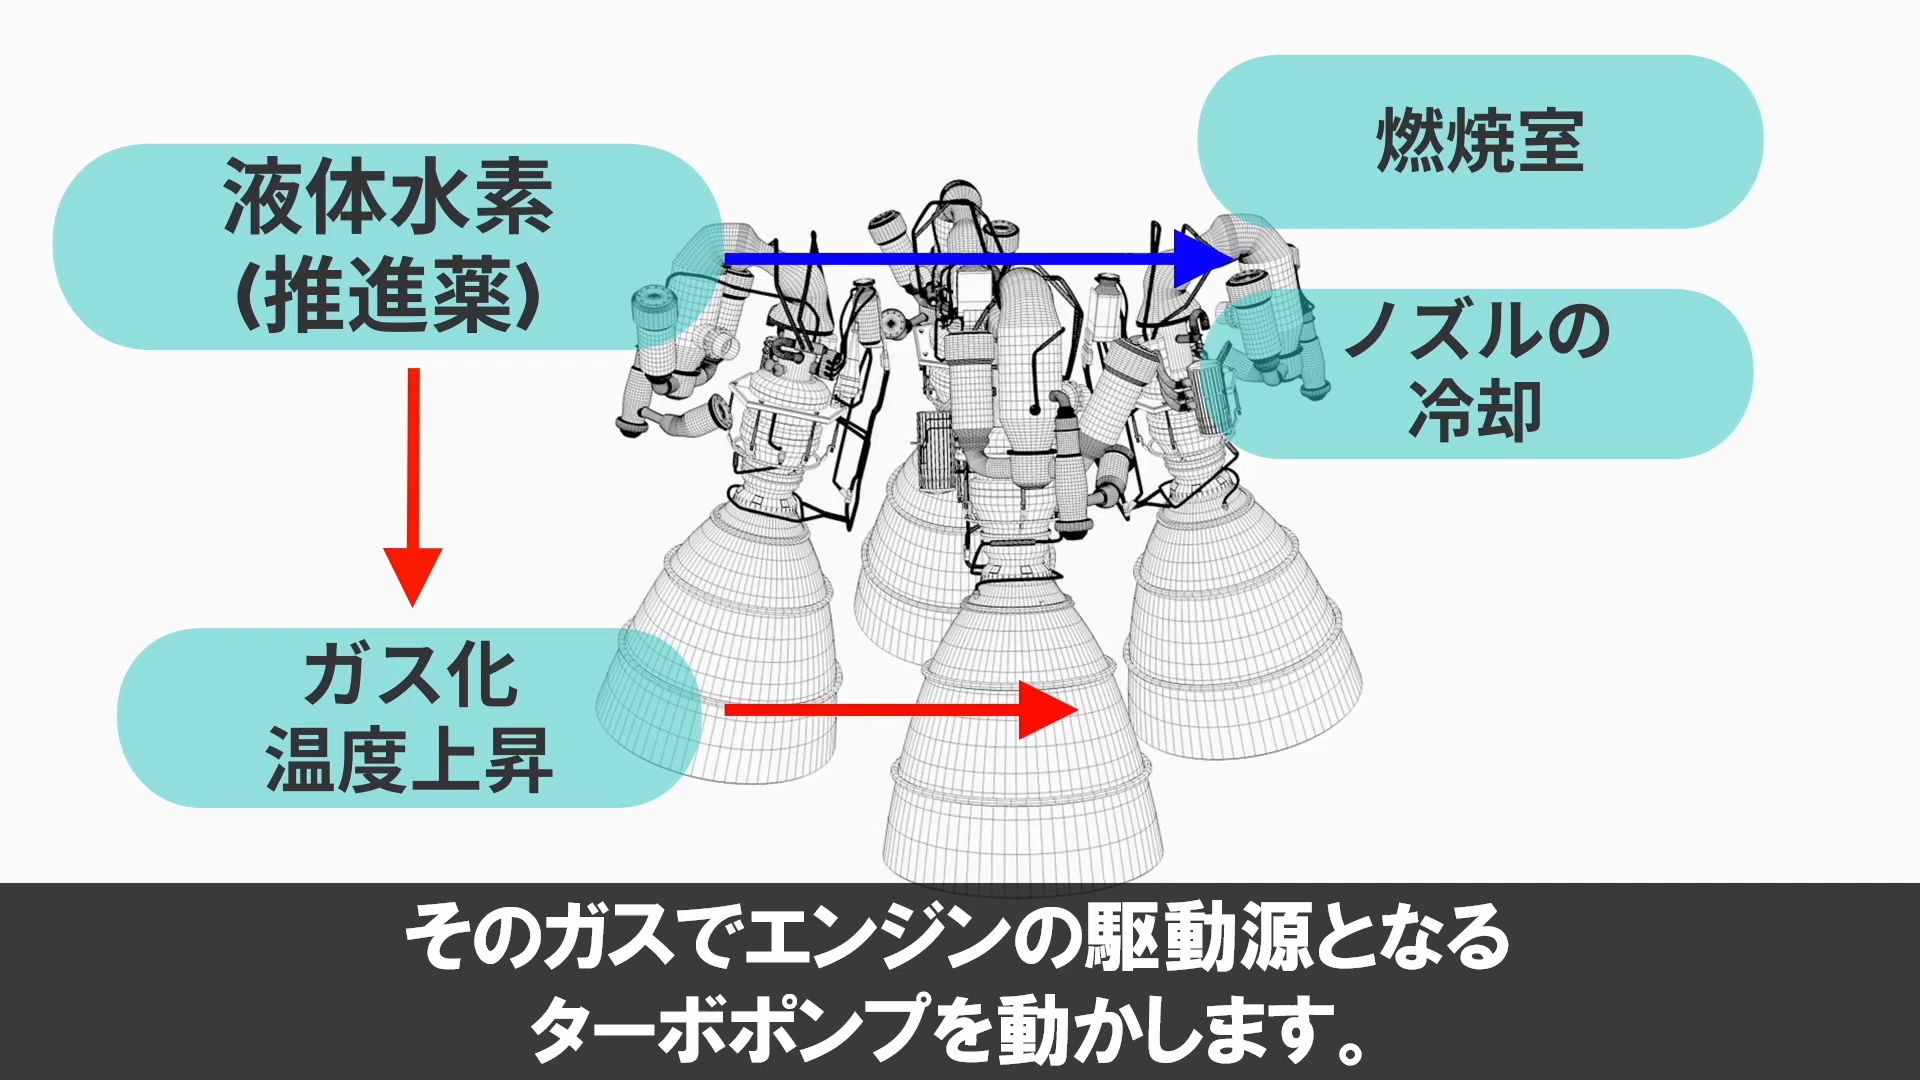 液体水素
(推進薬)
燃焼室
ノズルの
冷却
ガス化
温度上昇
そのガスでエンジンの駆動源となる
ターボポンプを動かします。